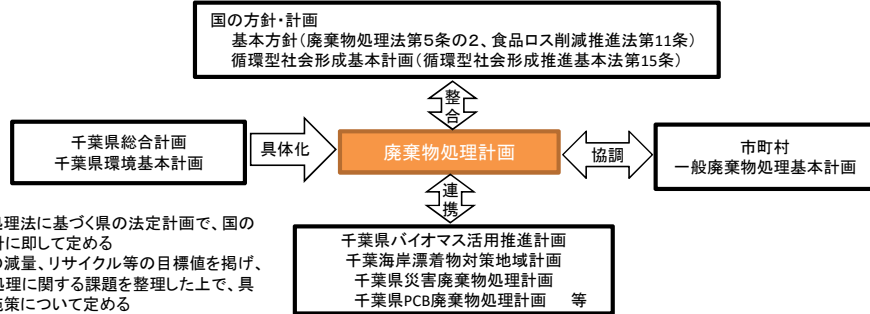 国の方針・計画
基本方針（廃棄物処理法第５条の２、食品ロス削減推進法第11条）
循環型社会形成基本計画（循環型社会形成推進基本法第15条）
整合
千葉県総合計画
千葉県環境基本計画
具体化
廃棄物処理計画
協調
市町村
一般廃棄物処理基本計画
連携
千葉県バイオマス活用推進計画
千葉海岸漂着物対策地域計画
千葉県災害廃棄物処理計画
千葉県PCB廃棄物処理計画　等
処理法に基づく県の法定計画で、国の
に即して定める
の減量、リサイクル等の目標値を掲げ、
処理に関する課題を整理した上で、具
施策について定める